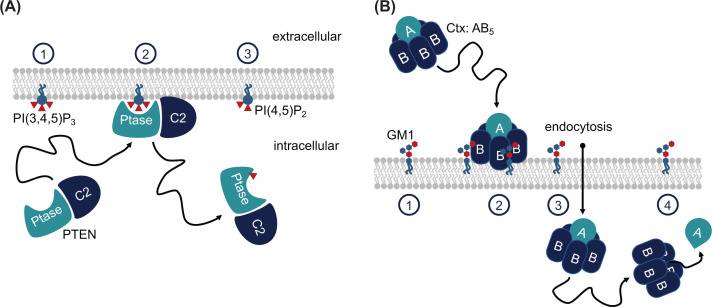 (A)
extracellular
1 2 3
PI(3,4,5)P3
Ptase
C2
PI(4,5)P2
intracellular
Ptase
C2
PTEN
Ptase
C2
(B)
A
B B B
Ctx: AB5
A
B B B
GM1
endocytosis
1 2 3 4
A
B B B
B B B B
A